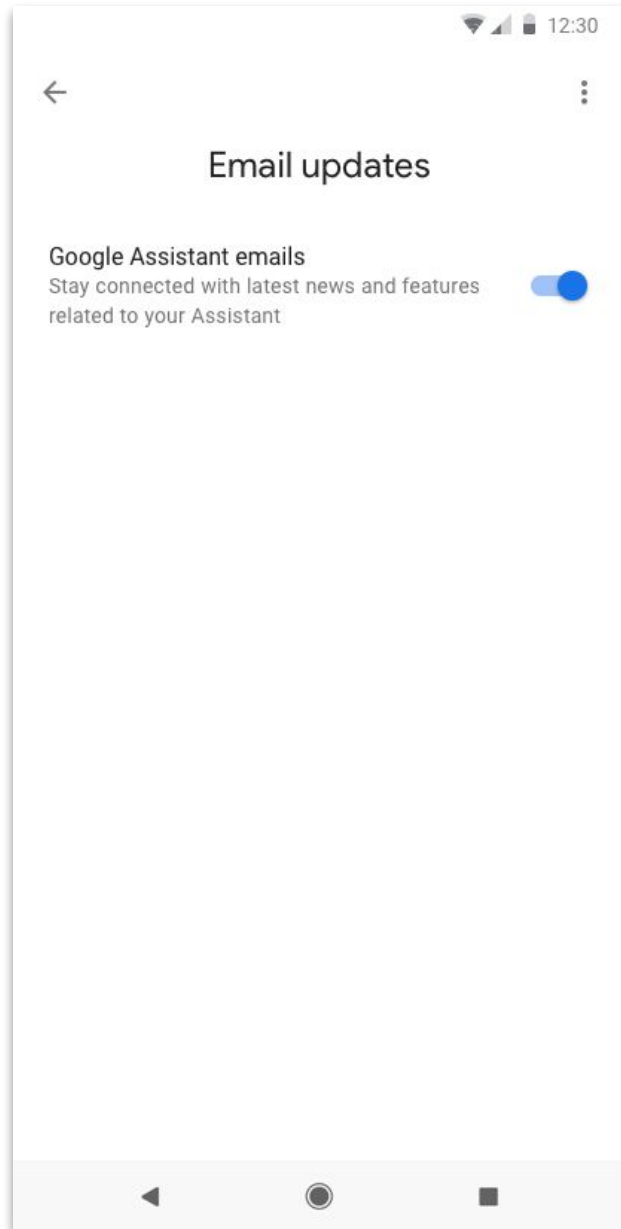 12:30
Email updates
Google Assistant emails
Stay connected with latest news and features
related to your Assistant